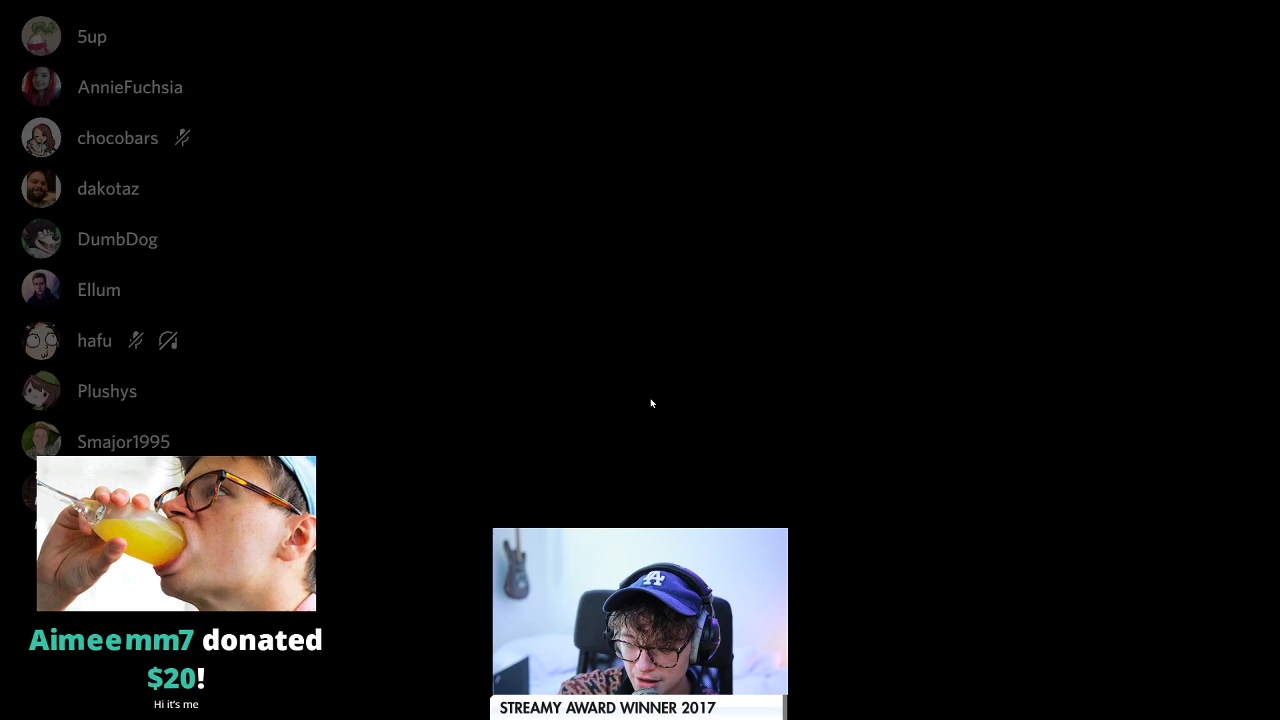 5up
AnnieFuchsia
chocobars
dakotaz
DumbDog
Ellum
hafu
Plushys
Smajor1995
Aimeemm7 donated
$20!
Hi it's me
A
STREAMY AWARD WINNER 2017